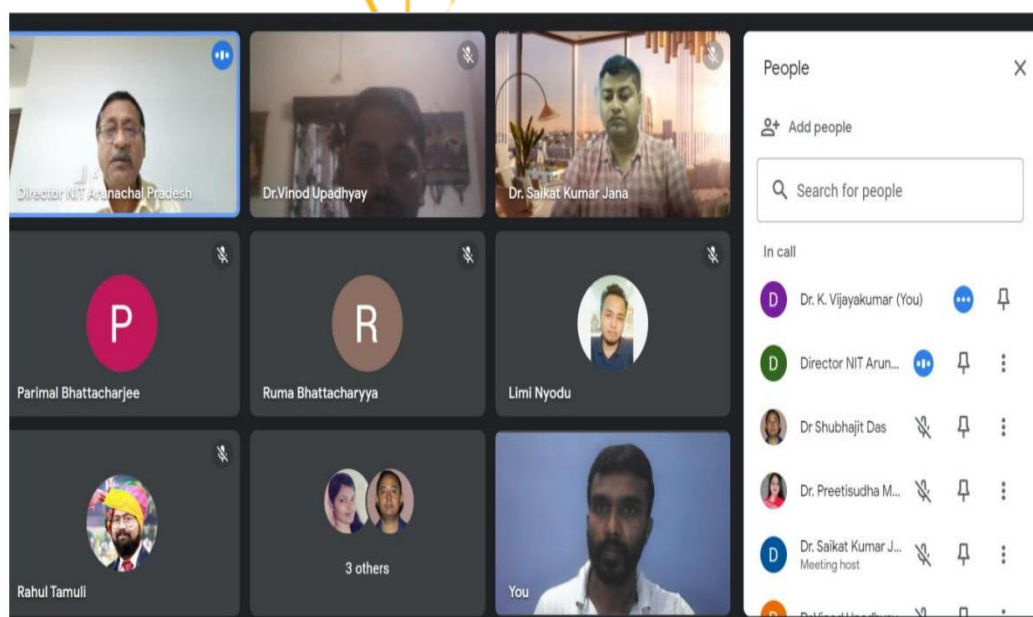 Director NIT Arunachal Pradesh
Dr.Vinod Upadhyay
Dr. Saikat Kumar Jana
P
Parimal Bhattacharjee
R
Ruma Bhattacharyya
Limi Nyodu
Rahul Tamuli
3 others
You
People
Add people
Search for people
In call
D
Dr. K. Vijayakumar (You)
D
Director NIT Arun...
Dr Shubhajit Das
Dr. Preetisudha M...
D
Dr. Saikat Kumar J...
Meeting host